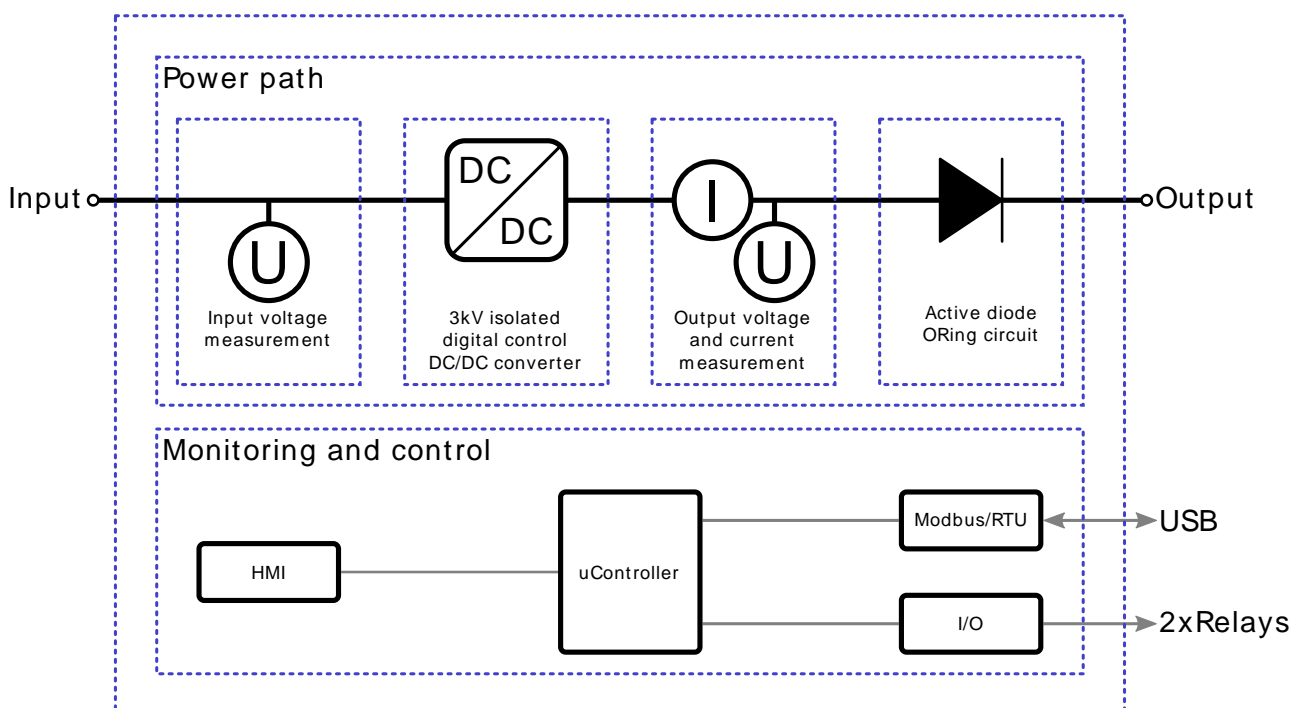 Power path
Input
DC
DC
I
U
U
Output
Input voltage
measurement
3kV isolated
digital control
DC/DC converter
Output voltage
and current
measurement
Active diode
ORing circuit
Monitoring and control
HMI
uController
Modbus/RTU
USB
I/O
2xRelays